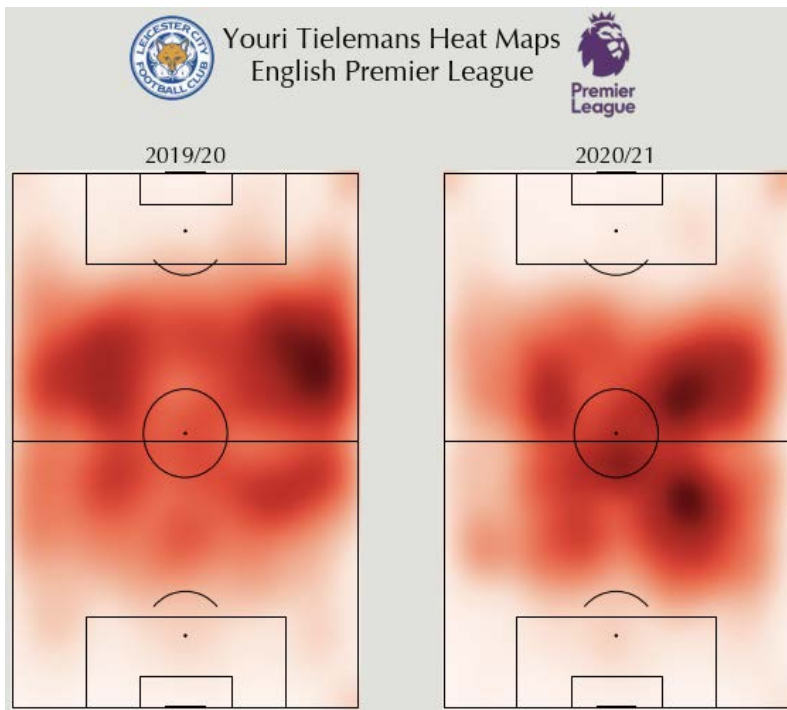 LEICESTER CITY
FOOTBALL CLUB
Youri Tielemans Heat Maps
English Premier League
Premier
League
2019/20
2020/21